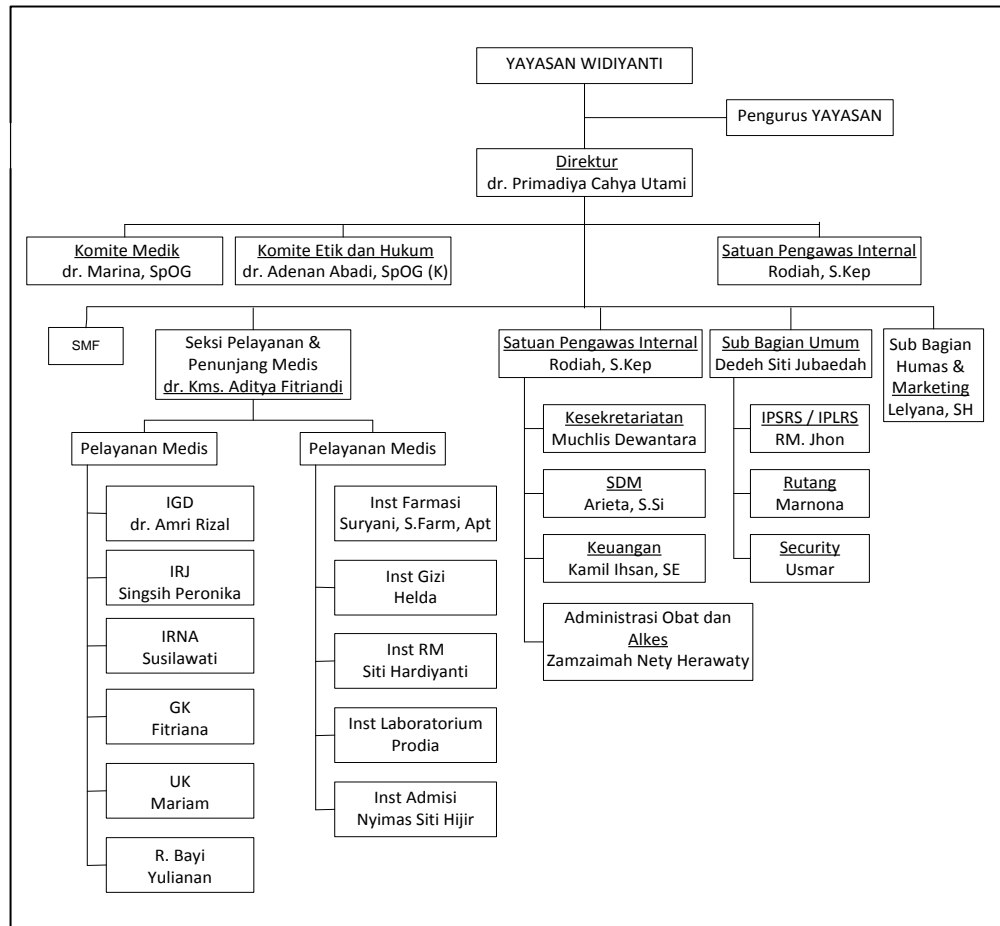 YAYASAN WIDIYANTI
Pengurus YAYASAN
Direktur
dr. Primadiya Cahya Utami
Komite Medik
dr. Marina, SpOG
Komite Etik dan Hukum
dr. Adenan Abadi, SpOG (K)
Satuan Pengawas Internal
Rodiah, S.Kep
SMF
Seksi Pelayanan &
Penunjang Medis
dr. Kms. Aditya Fitriandi
Satuan Pengawas Internal
Rodiah, S.Kep
Sub Bagian Umum
Dedeh Siti Jubaedah
Sub Bagian
Humas &
Marketing
Lelyana, SH
Pelayanan Medis
IGD
dr. Amri Rizal
IRJ
Singsih Peronika
IRNA
Susilawati
GK
Fitriana
UK
Mariam
R. Bayi
Yulianan
Pelayanan Medis
Inst Farmasi
Suryani, S.Farm, Apt
Inst Gizi
Helda
Inst RM
Siti Hardiyanti
Inst Laboratorium
Prodia
Inst Admisi
Nyimas Siti Hijir
Kesekretariatan
Muchlis Dewantara
SDM
Arieta, S.Si
Keuangan
Kamil Ihsan, SE
Administrasi Obat dan
Alkes
Zamzaimah Nety Herawaty
IPSRS / IPLRS
RM. Jhon
Rutang
Marnona
Security
Usmar